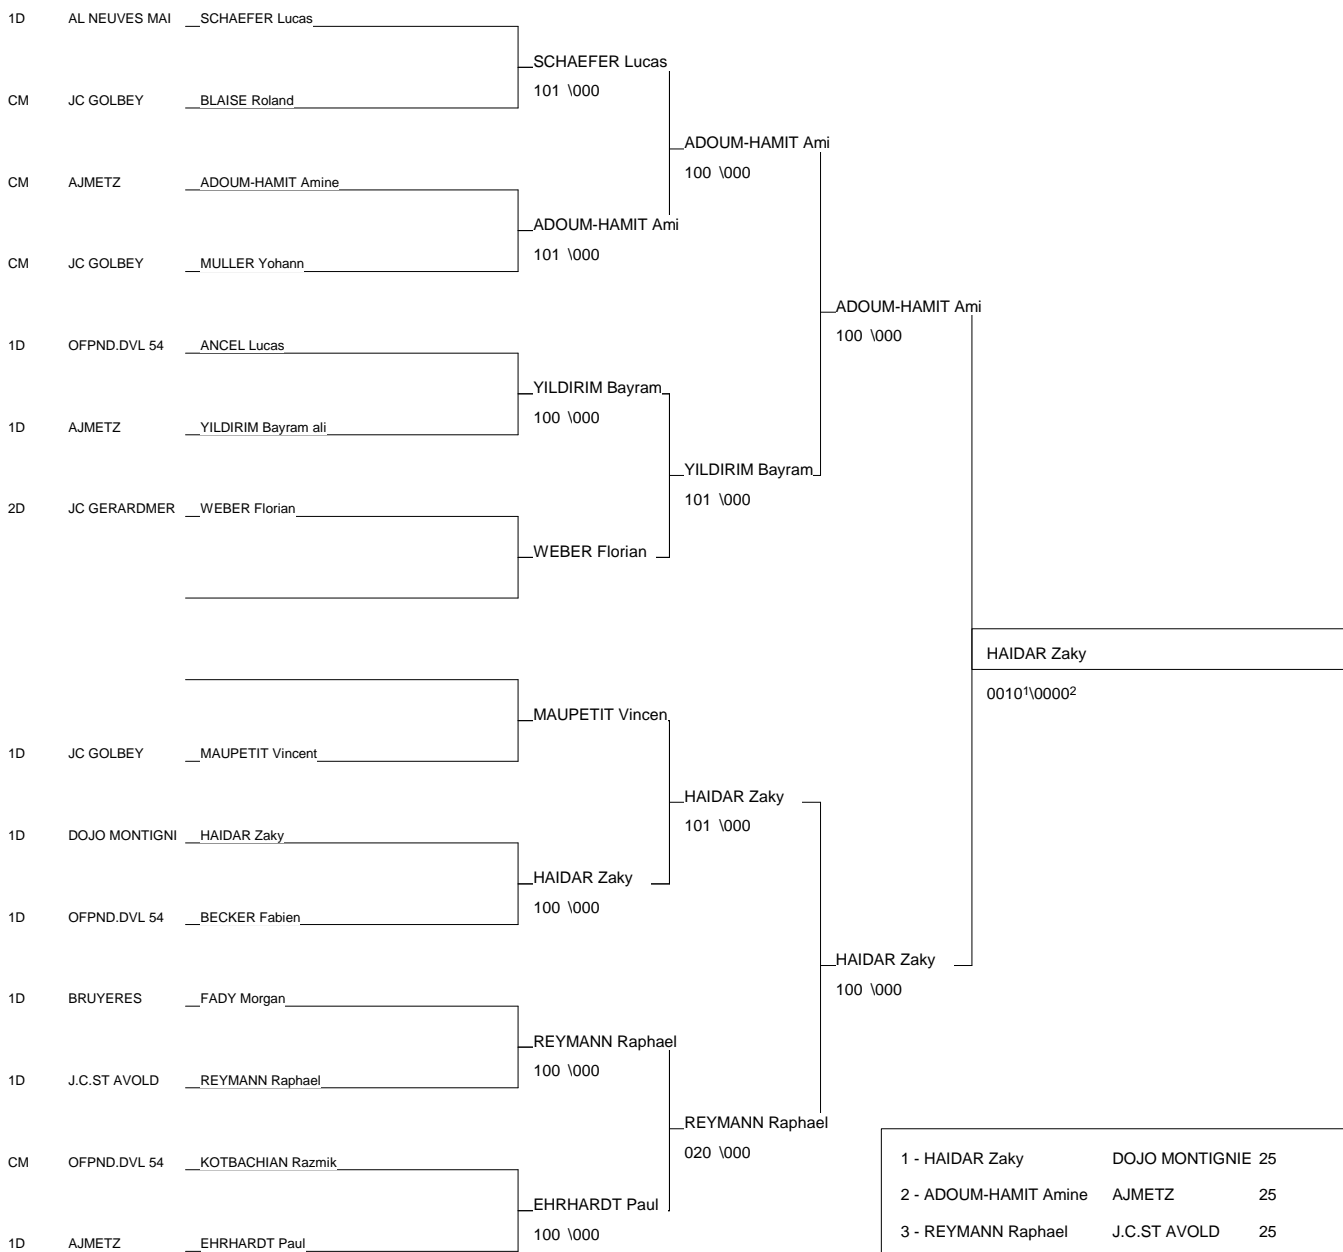 1D AL NEUVES MAI SCHAEFER Lucas
SCHAEFER Lucas
101 \000
CM JC GOLBEY BLAISE Roland
ADOUM-HAMIT Ami
100 \000
CM AJMETZ ADOUM-HAMIT Amine
ADOUM-HAMIT Ami
101 \000
CM JC GOLBEY MULLER Yohann
ADOUM-HAMIT Ami
100 \000
1D OFPND.DVL 54 ANCEL Lucas
YILDIRIM Bayram
100 \000
1D AJMETZ YILDIRIM Bayram ali
YILDIRIM Bayram
101 \000
2D JC GERARDMER WEBER Florian
WEBER Florian
HAIDAR Zaky
0010¹\0000²
MAUPETIT Vincen
1D JC GOLBEY MAUPETIT Vincent
HAIDAR Zaky
101 \000
1D DOJO MONTIGNI HAIDAR Zaky
HAIDAR Zaky
100 \000
1D OFPND.DVL 54 BECKER Fabien
HAIDAR Zaky
100 \000
1D BRUYERES FADY Morgan
REYMANN Raphael
100 \000
1D J.C.ST AVOLD REYMANN Raphael
REYMANN Raphael
020 \000
CM OFPND.DVL 54 KOTBACHIAN Razmik
EHRHARDT Paul
100 \000
1D AJMETZ EHRHARDT Paul
1 - HAIDAR Zaky DOJO MONTIGNIE 25
2 - ADOUM-HAMIT Amine AJMETZ 25
3 - REYMANN Raphael J.C.ST AVOLD 25